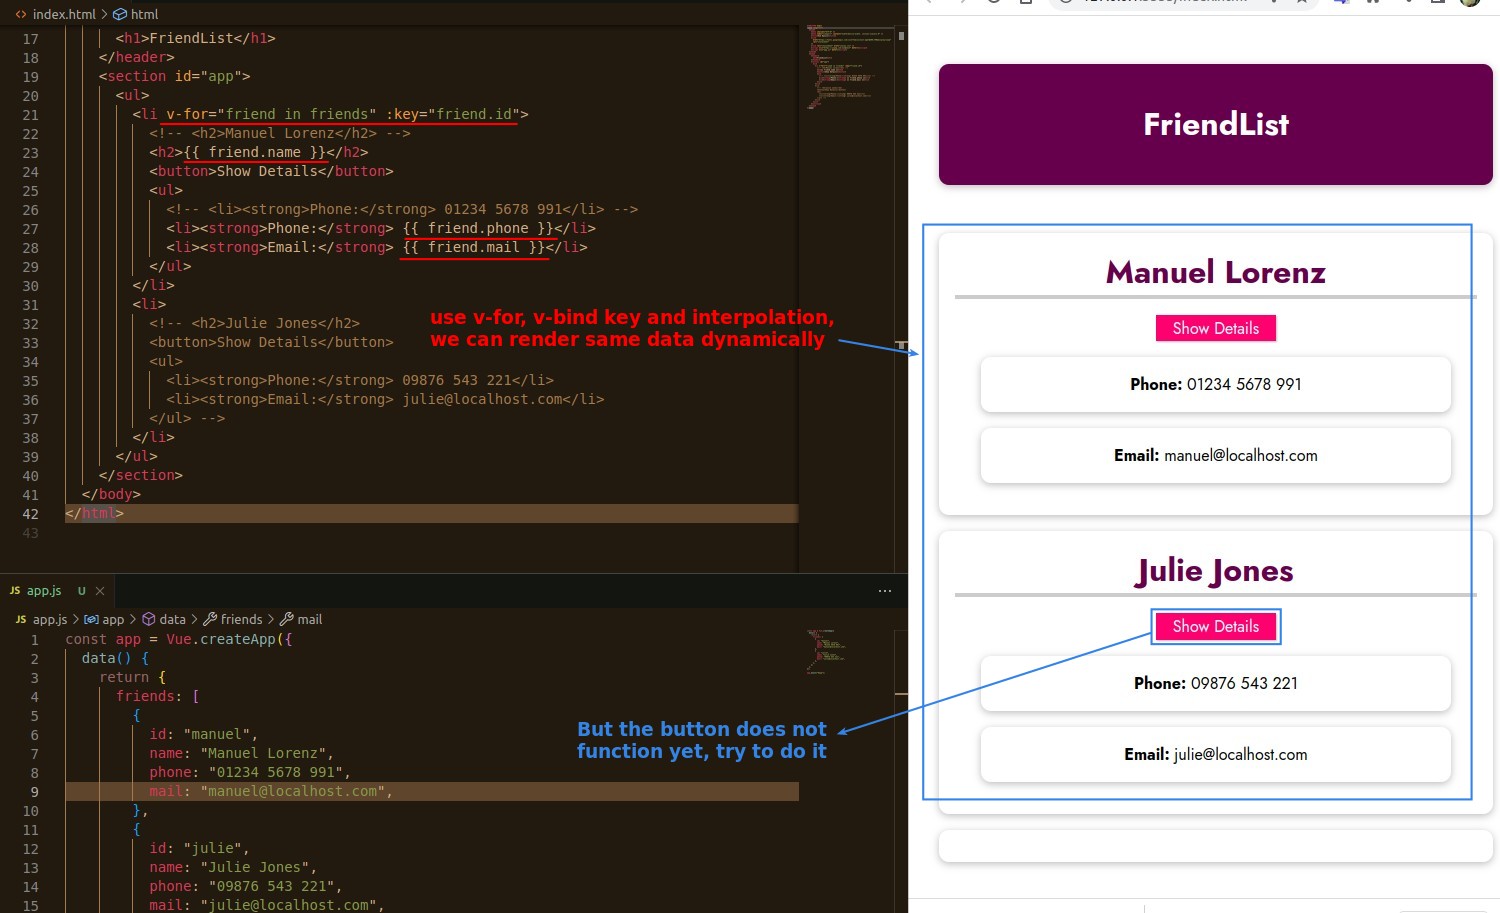 index.html > html
17 <h1>FriendList</h1>
18 </header>
19 <section id="app">
20 <ul>
21 <li v-for="friend in friends" :key="friend.id">
22 <!-- <h2>Manuel Lorenz</h2> -->
23 <h2>{{ friend.name }}</h2>
24 <button>Show Details</button>
25 <ul>
26 <!-- <li><strong>Phone:</strong> 01234 5678 991</li> -->
27 <li><strong>Phone:</strong> {{ friend.phone }}</li>
28 <li><strong>Email:</strong> {{ friend.mail }}</li>
29 </ul>
30 </li>
31 <li>
32 <!-- <h2>Julie Jones</h2>
33 <button>Show Details</button>
34 <ul>
35 <li><strong>Phone:</strong> 09876 543 221</li>
36 <li><strong>Email:</strong> julie@localhost.com</li>
37 </ul> -->
38 </li>
39 </ul>
40 </section>
41 </body>
42 </html>
43
use v-for, v-bind key and interpolation,
we can render same data dynamically
JS app.js U
JS app.js > app > data > friends > mail
1 const app = Vue.createApp({
2 data() {
3 return {
4 friends: [
5 {
6 id: "manuel",
7 name: "Manuel Lorenz",
8 phone: "01234 5678 991",
9 mail: "manuel@localhost.com",
10 },
11 {
12 id: "julie",
13 name: "Julie Jones",
14 phone: "09876 543 221",
15 mail: "julie@localhost.com",
But the button does not
function yet, try to do it
FriendList
Manuel Lorenz
Show Details
Phone: 01234 5678 991
Email: manuel@localhost.com
Julie Jones
Show Details
Phone: 09876 543 221
Email: julie@localhost.com